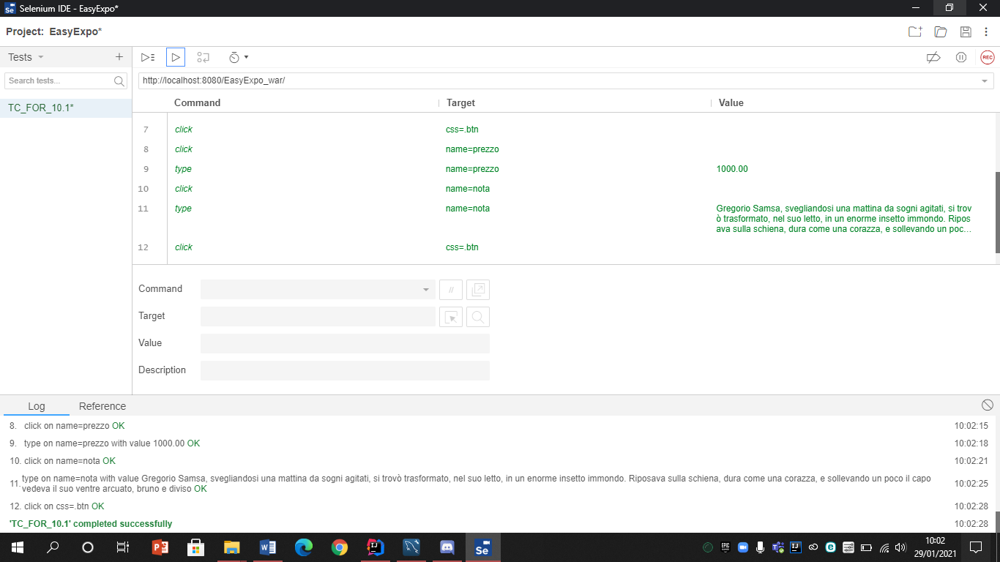 Selenium IDE - EasyExpo*
Project: EasyExpo*
Tests
Search tests...
TC_FOR_10.1*
http://localhost:8080/EasyExpo_war/
REC
Command Target Value
7 click css=.btn
8 click name=prezzo
9 type name=prezzo 1000.00
10 click name=nota
11 type name=nota Gregorio Samsa, svegliandosi una mattina da sogni agitati, si trov
ò trasformato, nel suo letto, in un enorme insetto immondo. Ripos
ava sulla schiena, dura come una corazza, e sollevando un poc...
12 click css=.btn
Command
//
Target
Value
Description
Log Reference
8. click on name=prezzo OK 10:02:15
9. type on name=prezzo with value 1000.00 OK 10:02:18
10. click on name=nota OK 10:02:21
11. type on name=nota with value Gregorio Samsa, svegliandosi una mattina da sogni agitati, si trovò trasformato, nel suo letto, in un enorme insetto immondo. Riposava sulla schiena, dura come una corazza, e sollevando un poco il capo
vedeva il suo ventre arcuato, bruno e diviso OK 10:02:25
12. click on css=.btn OK 10:02:28
'TC_FOR_10.1' completed successfully 10:02:28
10:02
29/01/2021